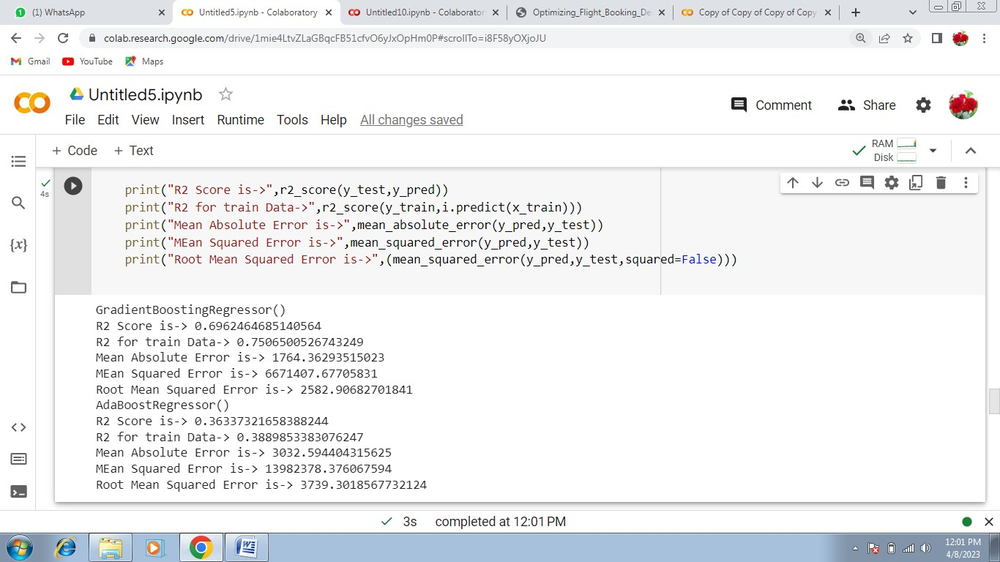 (1) WhatsApp
Untitled5.ipynb - Colaboratory
Untitled10.ipynb - Colaborator
Optimizing_Flight_Booking_De
Copy of Copy of Copy of Copy
colab.research.google.com/drive/1mie4LtvZLaGBqcFB51cfvO6yJxOpHm0P#scrollTo=i8F58yOXjoJU
Gmail YouTube Maps
Untitled5.ipynb
Comment Share
File Edit View Insert Runtime Tools Help All changes saved
+ Code + Text
RAM
Disk
4s
print("R2 Score is->",r2_score(y_test,y_pred))
print("R2 for train Data->",r2_score(y_train,i.predict(x_train)))
print("Mean Absolute Error is->",mean_absolute_error(y_pred,y_test))
print("MEan Squared Error is->",mean_squared_error(y_pred,y_test))
print("Root Mean Squared Error is->",(mean_squared_error(y_pred,y_test,squared=False)))
{x}
GradientBoostingRegressor()
R2 Score is-> 0.6962464685140564
R2 for train Data-> 0.7506500526743249
Mean Absolute Error is-> 1764.36293515023
MEan Squared Error is-> 6671407.67705831
Root Mean Squared Error is-> 2582.90682701841
AdaBoostRegressor()
R2 Score is-> 0.36337321658388244
R2 for train Data-> 0.3889853383076247
Mean Absolute Error is-> 3032.594404315625
MEan Squared Error is-> 13982378.376067594
Root Mean Squared Error is-> 3739.3018567732124
3s completed at 12:01 PM
12:01 PM
4/8/2023